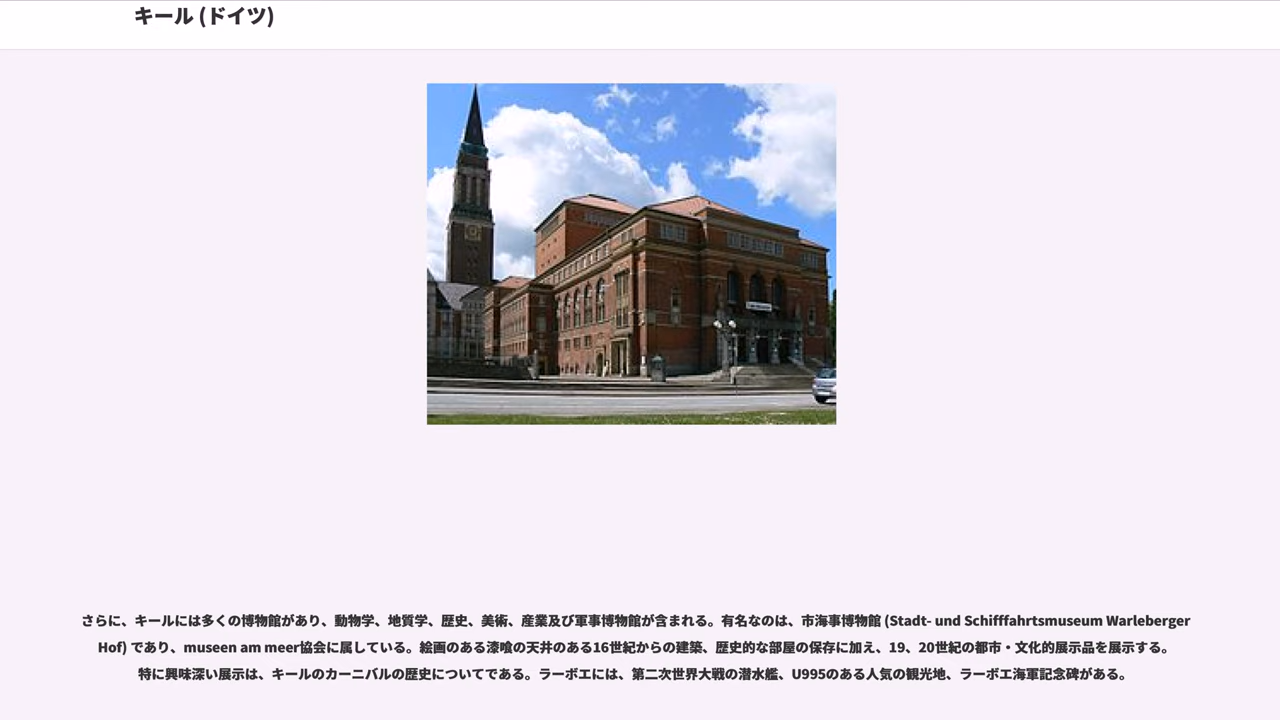 キール (ドイツ)
さらに、キールには多くの博物館があり、動物学、地質学、歴史、美術、産業及び軍事博物館が含まれる。有名なのは、市海事博物館 (Stadt- und Schifffahrtsmuseum Warleberger
Hof) であり、museen am meer協会に属している。絵画のある漆喰の天井のある16世紀からの建築、歴史的な部屋の保存に加え、19、20世紀の都市・文化的展示品を展示する。
特に興味深い展示は、キールのカーニバルの歴史についてである。ラーボエには、第二次世界大戦の潜水艦、U995のある人気の観光地、ラーボエ海軍記念碑がある。